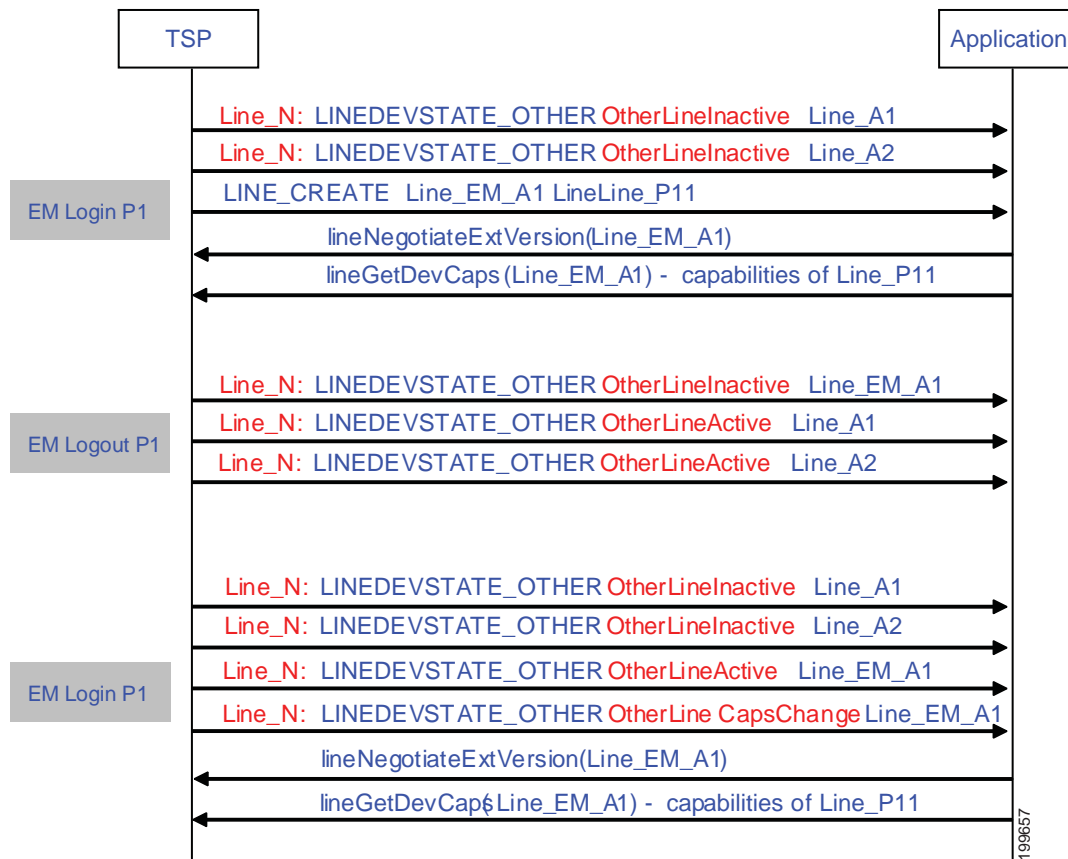 TSP
Application
Line_N: LINEDEVSTATE_OTHER OtherLineInactive Line_A1
Line_N: LINEDEVSTATE_OTHER OtherLineInactive Line_A2
EM Login P1
LINE_CREATE Line_EM_A1 LineLine_P11
lineNegotiateExtVersion(Line_EM_A1)
lineGetDevCaps (Line_EM_A1) - capabilities of Line_P11
Line_N: LINEDEVSTATE_OTHER OtherLineInactive Line_EM_A1
EM Logout P1
Line_N: LINEDEVSTATE_OTHER OtherLineActive Line_A1
Line_N: LINEDEVSTATE_OTHER OtherLineActive Line_A2
Line_N: LINEDEVSTATE_OTHER OtherLineInactive Line_A1
Line_N: LINEDEVSTATE_OTHER OtherLineInactive Line_A2
EM Login P1
Line_N: LINEDEVSTATE_OTHER OtherLineActive Line_EM_A1
Line_N: LINEDEVSTATE_OTHER OtherLine CapsChange Line_EM_A1
lineNegotiateExtVersion(Line_EM_A1)
lineGetDevCaps(Line_EM_A1) - capabilities of Line_P11
199657